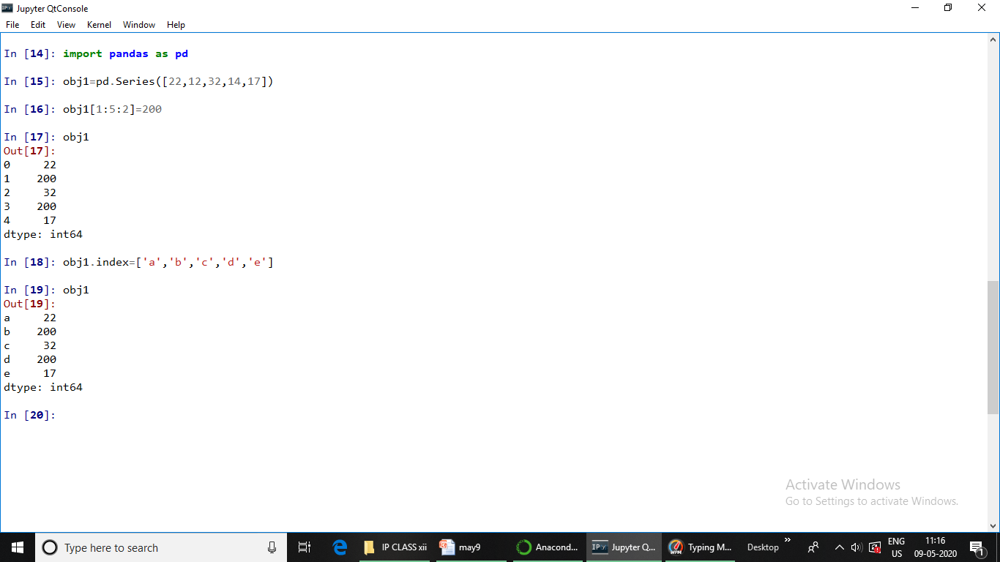 Jupyter QtConsole
File Edit View Kernel Window Help
In [14]: import pandas as pd
In [15]: obj1=pd.Series([22,12,32,14,17])
In [16]: obj1[1:5:2]=200
In [17]: obj1
Out[17]:
0     22
1    200
2     32
3    200
4     17
dtype: int64
In [18]: obj1.index=['a','b','c','d','e']
In [19]: obj1
Out[19]:
a     22
b    200
c     32
d    200
e     17
dtype: int64
In [20]:
Activate Windows
Go to Settings to activate Windows.
Type here to search
IP CLASS xii
may9
Anacond...
IP[y]: Jupyter Q...
WPM Typing M...
Desktop
ENG
US
11:16
09-05-2020
1